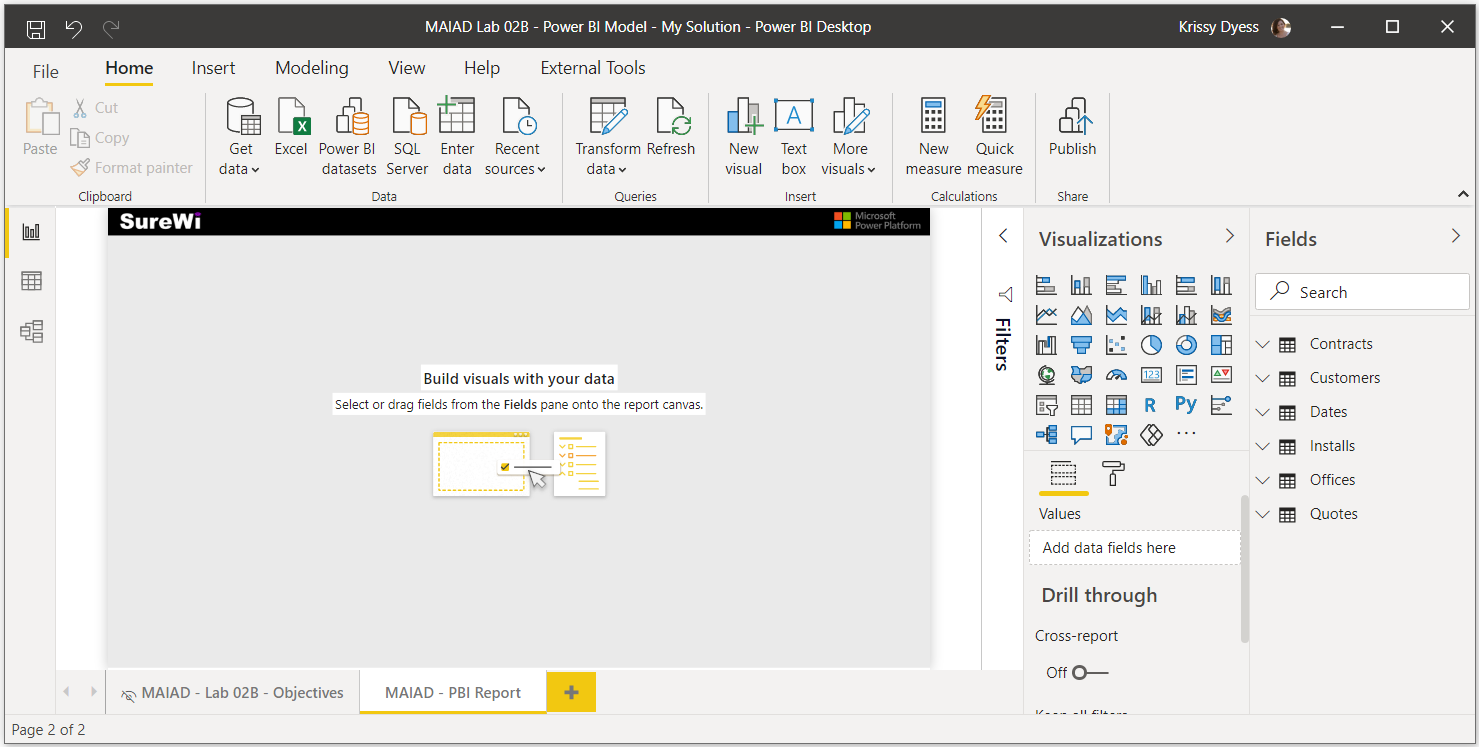 MAIAD Lab 02B - Power BI Model - My Solution - Power BI Desktop
Krissy Dyess
File
Home
Insert
Modeling
View
Help
External Tools
Paste
Cut
Copy
Format painter
Clipboard
Get
data
Excel
Power BI
datasets
SQL
Server
Enter
data
Recent
sources
Data
Transform
data
Refresh
Queries
New
visual
Text
box
More
visuals
Insert
New
measure
Quick
measure
Calculations
Publish
Share
SureWi
Microsoft
Power Platform
Build visuals with your data
Select or drag fields from the Fields pane onto the report canvas.
Filters
Visualizations
123
R
Py
Values
Add data fields here
Drill through
Cross-report
Off
Keep all filters
Fields
Search
Contracts
Customers
Dates
Installs
Offices
Quotes
MAIAD - Lab 02B - Objectives
MAIAD - PBI Report
Page 2 of 2